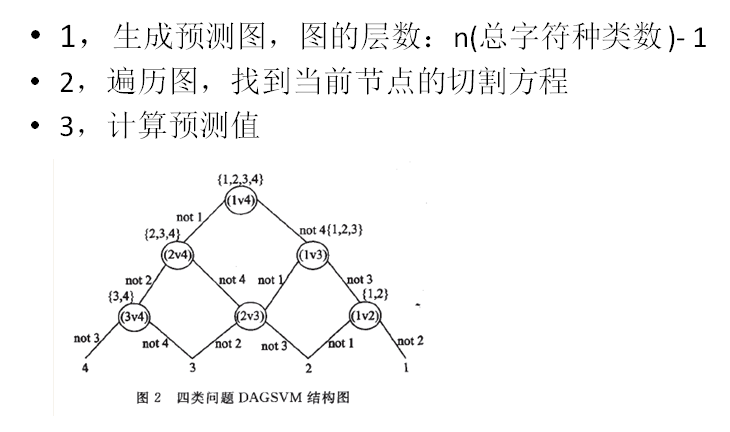 • 1，生成预测图，图的层数：n(总字符种类数)- 1
• 2，遍历图，找到当前节点的切割方程
• 3，计算预测值
{1,2,3,4}
(1v4)
not 1
not 4{1,2,3}
{2,3,4}
(2v4)
(1v3)
not 2
not 4
not 1
not 3
{3,4}
{1,2}
(3v4)
(2v3)
(1v2)
not 3
not 4
not 2
not 3
not 1
not 2
4
3
2
1
图 2 四类问题 DAGSVM 结构图